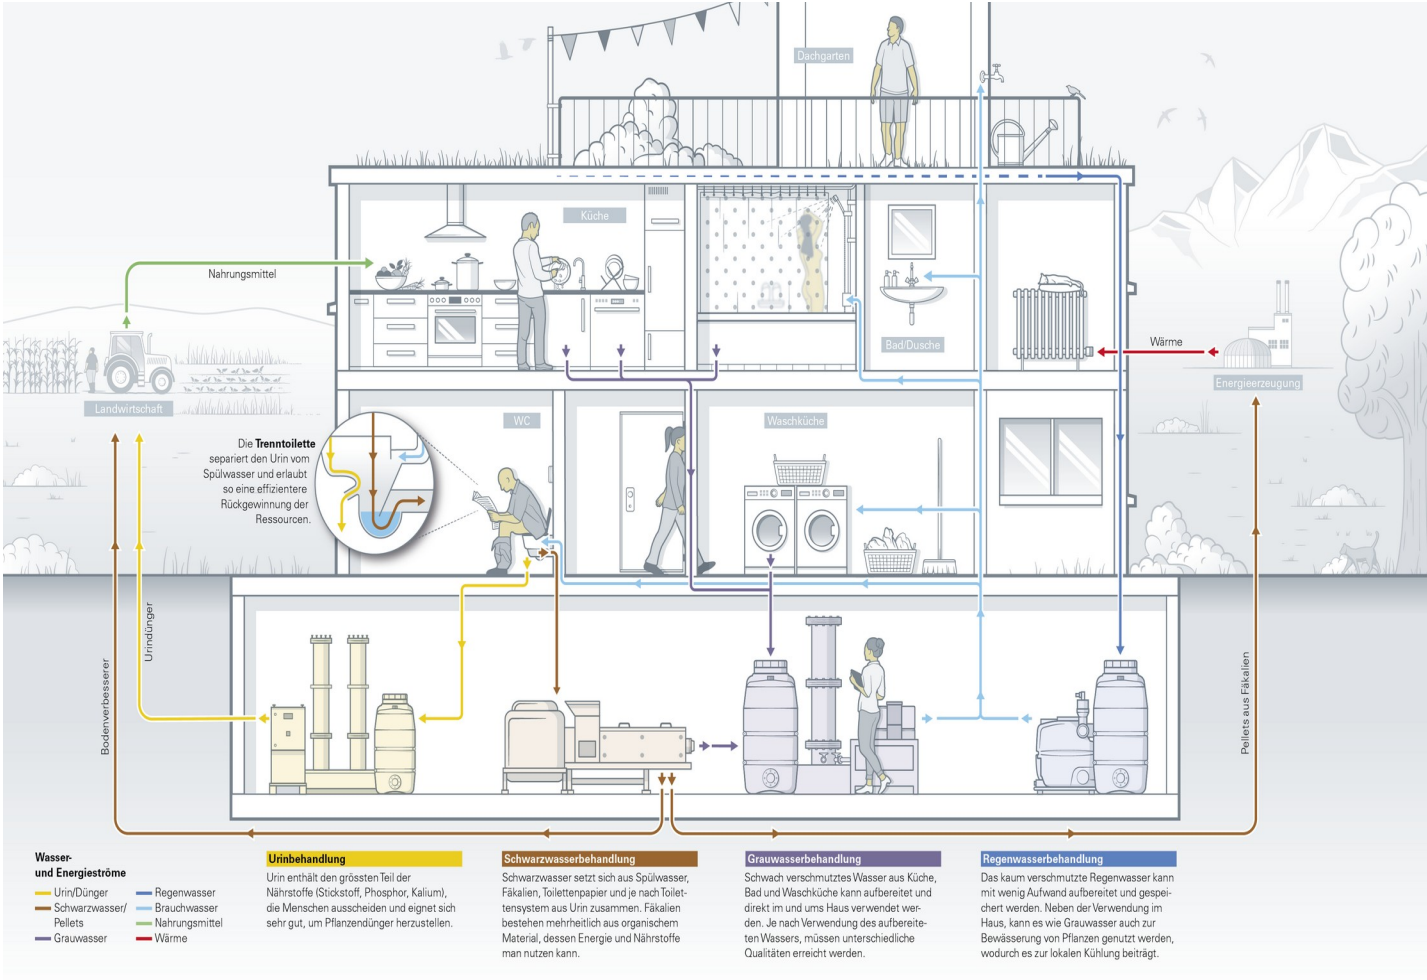 Dachgarten
Küche
Nahrungsmittel
Bad/Dusche
Wärme
Energieerzeugung
Landwirtschaft
WC
Waschküche
Die Trenntoilette
separiert den Urin vom
Spülwasser und erlaubt
so eine effizientere
Rückgewinnung der
Ressourcen.
Bodenverbesserer
Urindünger
Pellets aus Fäkalien
Wasser-
und Energieströme
Urin/Dünger
Schwarzwasser/
Pellets
Grauwasser
Regenwasser
Brauchwasser
Nahrungsmittel
Wärme
Urinbehandlung
Urin enthält den grössten Teil der
Nährstoffe (Stickstoff, Phosphor, Kalium),
die Menschen ausscheiden und eignet sich
sehr gut, um Pflanzendünger herzustellen.
Schwarzwasserbehandlung
Schwarzwasser setzt sich aus Spülwasser,
Fäkalien, Toilettenpapier und je nach Toilet-
tensystem aus Urin zusammen. Fäkalien
bestehen mehrheitlich aus organischem
Material, dessen Energie und Nährstoffe
man nutzen kann.
Grauwasserbehandlung
Schwach verschmutztes Wasser aus Küche,
Bad und Waschküche kann aufbereitet und
direkt im und ums Haus verwendet wer-
den. Je nach Verwendung des aufbereite-
ten Wassers, müssen unterschiedliche
Qualitäten erreicht werden.
Regenwasserbehandlung
Das kaum verschmutzte Regenwasser kann
mit wenig Aufwand aufbereitet und gespei-
chert werden. Neben der Verwendung im
Haus, kann es wie Grauwasser auch zur
Bewässerung von Pflanzen genutzt werden,
wodurch es zur lokalen Kühlung beiträgt.